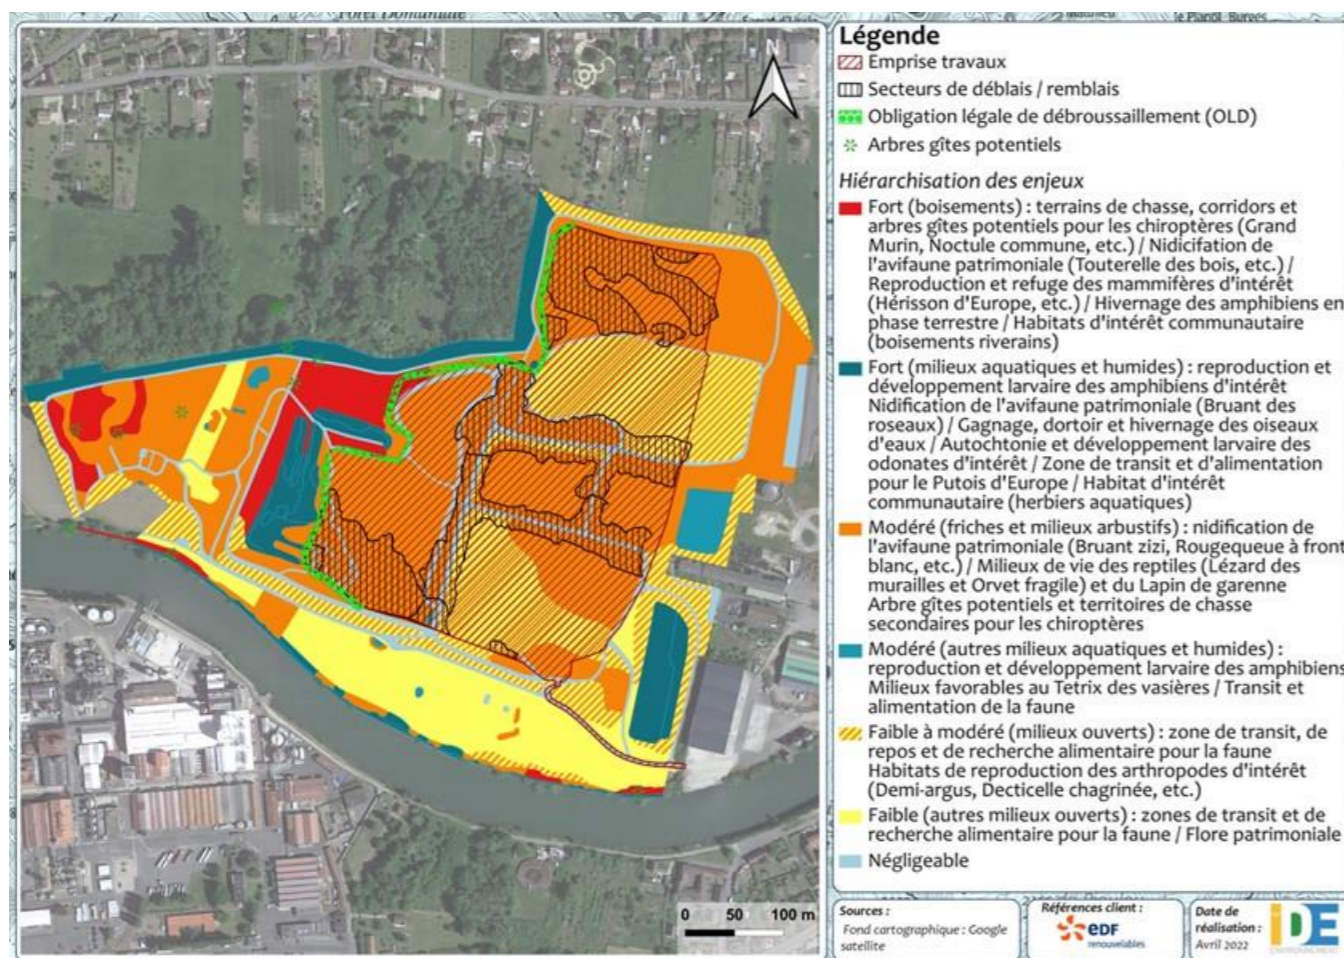 Légende
Emprise travaux
Secteurs de déblais / remblais
Obligation légale de débroussaillement (OLD)
Arbres gîtes potentiels
Hiérarchisation des enjeux
Fort (boisements) : terrains de chasse, corridors et
arbres gîtes potentiels pour les chiroptères (Grand
Murin, Noctule commune, etc.) / Nidicifation de
l'avifaune patrimoniale (Touterelle des bois, etc.) /
Reproduction et refuge des mammifères d'intérêt
(Hérisson d'Europe, etc.) / Hivernage des amphibiens en
phase terrestre / Habitats d'intérêt communautaire
(boisements riverains)
Fort (milieux aquatiques et humides) : reproduction et
développement larvaire des amphibiens d'intérêt
Nidification de l'avifaune patrimoniale (Bruant des
roseaux) / Gagnage, dortoir et hivernage des oiseaux
d'eaux / Autochtonie et développement larvaire des
odonates d'intérêt / Zone de transit et d'alimentation
pour le Putois d'Europe / Habitat d'intérêt
communautaire (herbiers aquatiques)
Modéré (friches et milieux arbustifs) : nidification de
l'avifaune patrimoniale (Bruant zizi, Rougequeue à front
blanc, etc.) / Milieux de vie des reptiles (Lézard des
murailles et Orvet fragile) et du Lapin de garenne
Arbre gîtes potentiels et territoires de chasse
secondaires pour les chiroptères
Modéré (autres milieux aquatiques et humides) :
reproduction et développement larvaire des amphibiens
Milieux favorables au Tetrix des vasières / Transit et
alimentation de la faune
Faible à modéré (milieux ouverts) : zone de transit, de
repos et de recherche alimentaire pour la faune
Habitats de reproduction des arthropodes d'intérêt
(Demi-argus, Decticelle chagrinée, etc.)
Faible (autres milieux ouverts) : zones de transit et de
recherche alimentaire pour la faune / Flore patrimoniale
Négligeable
N
0 50 100 m
Sources :
Fond cartographique : Google
satellite
Références client :
eDF
renouvelables
Date de
réalisation :
Avril 2022
iDE
ENVIRONNEMENT